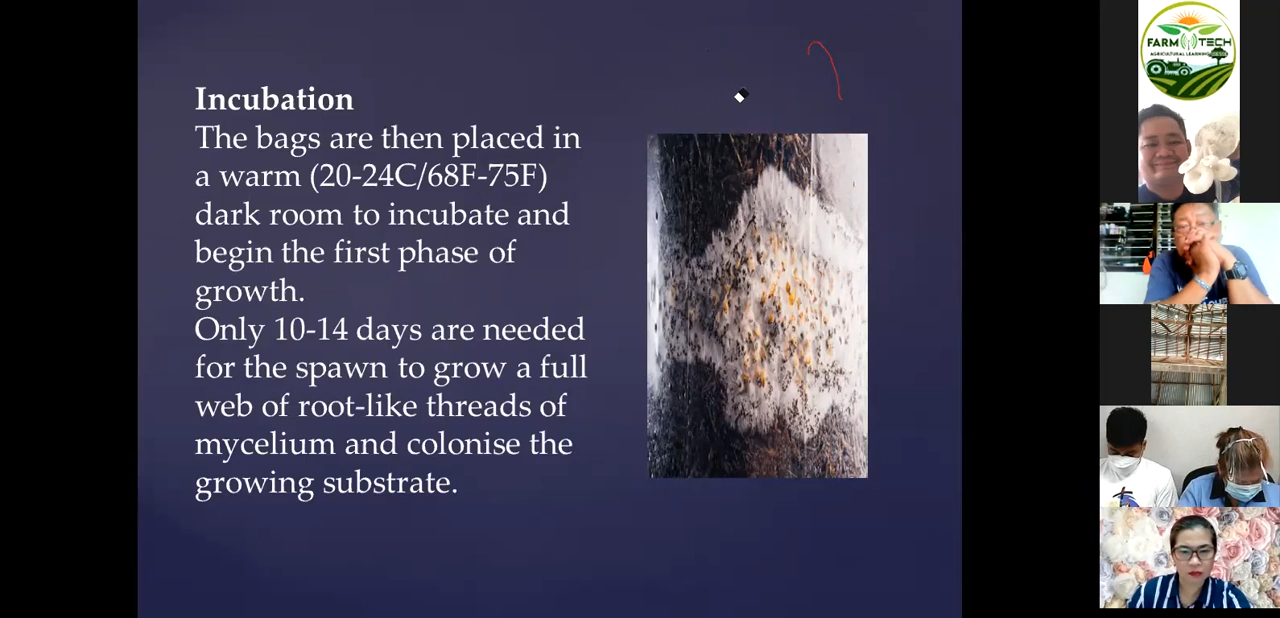 Incubation
The bags are then placed in
a warm (20-24C/68F-75F)
dark room to incubate and
begin the first phase of
growth.
Only 10-14 days are needed
for the spawn to grow a full
web of root-like threads of
mycelium and colonise the
growing substrate.
FARM TECH
AGRICULTURAL LEARNING